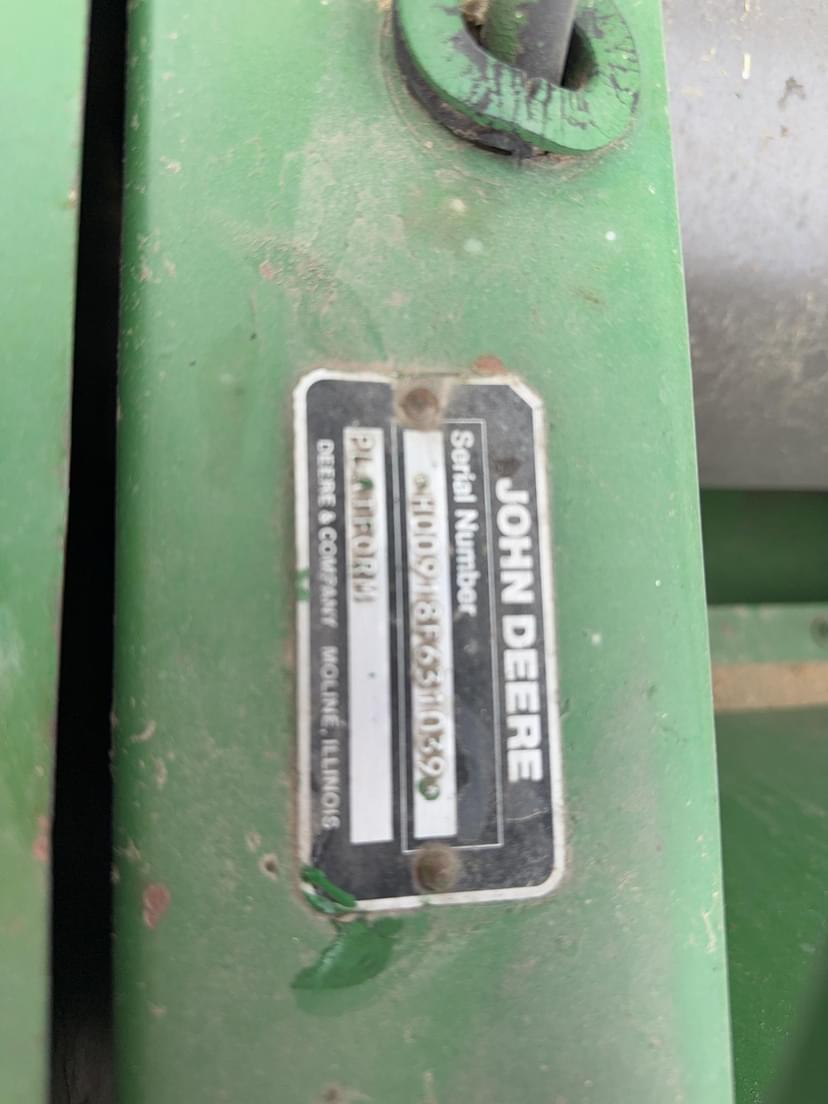 JOHN DEERE
Serial Number
H00918F631039
PLATFORM
DEERE & COMPANY MOLINE, ILLINOIS